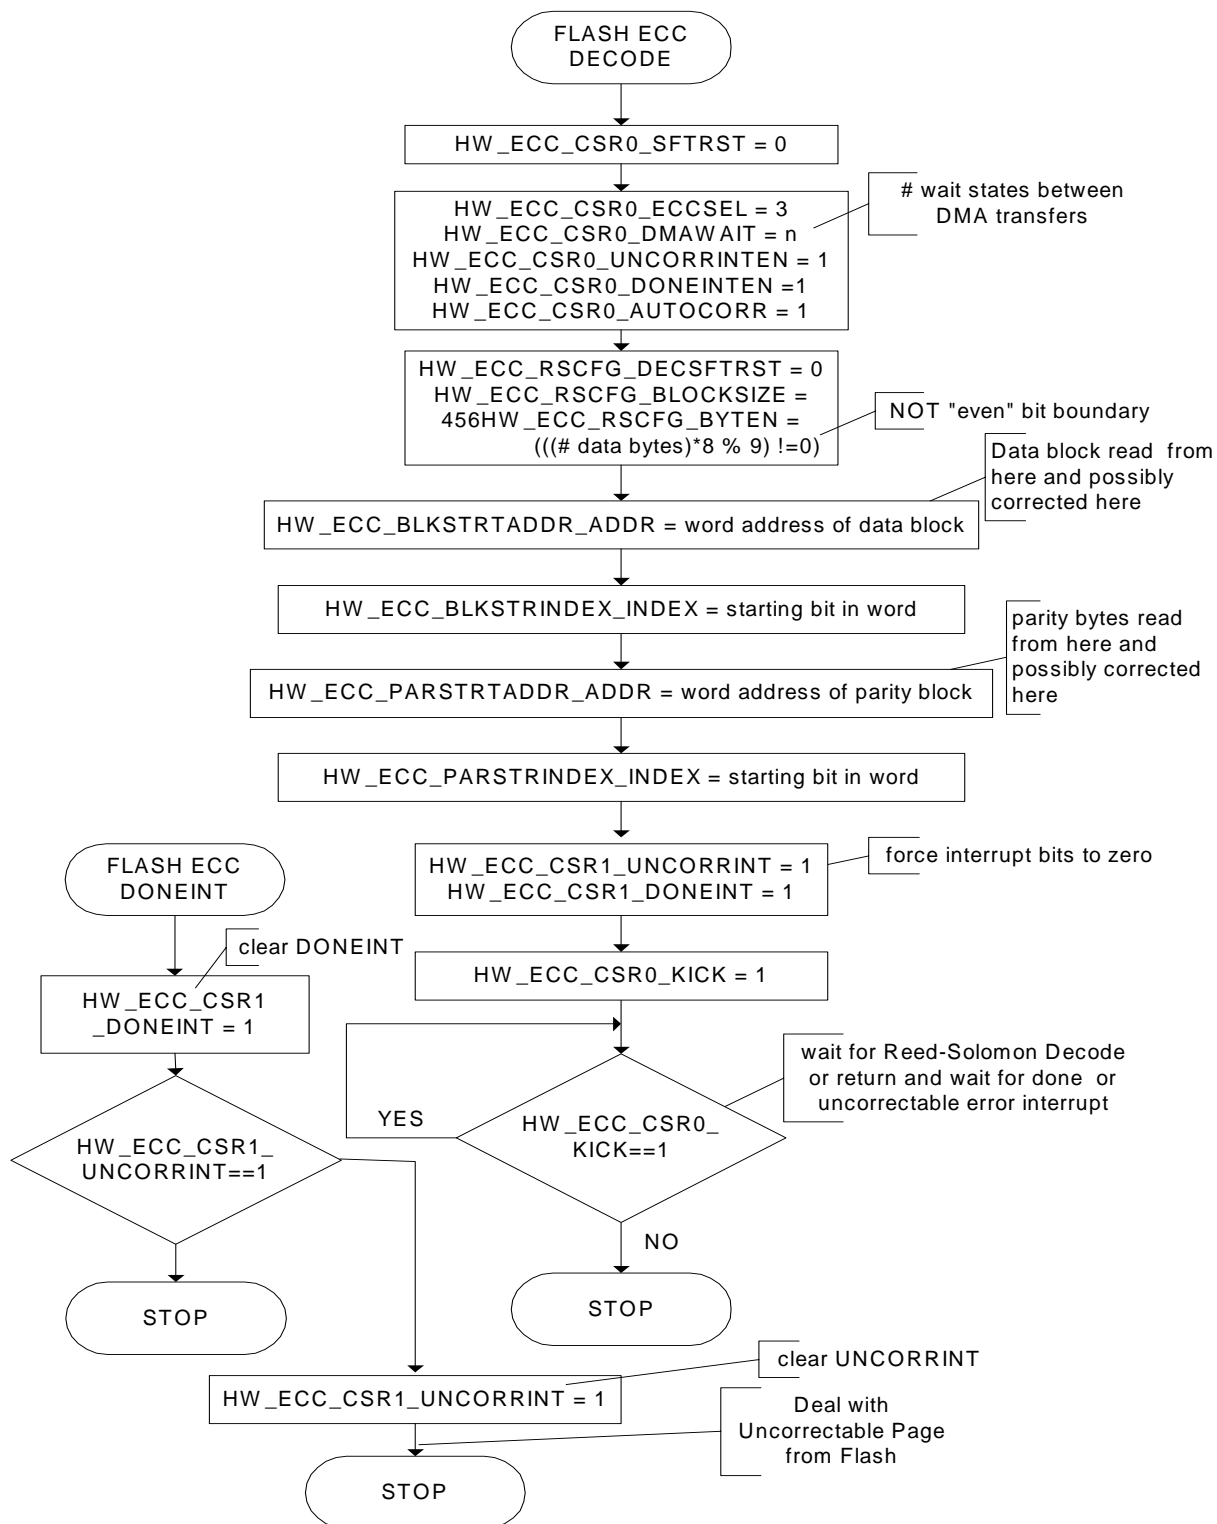 FLASH ECC
DECODE
HW_ECC_CSR0_SFTRST = 0
HW_ECC_CSR0_ECCSEL = 3
HW_ECC_CSR0_DMAWAIT = n
HW_ECC_CSR0_UNCORRINTEN = 1
HW_ECC_CSR0_DONEINTEN =1
HW_ECC_CSR0_AUTOCORR = 1
# wait states between
DMA transfers
HW_ECC_RSCFG_DECSFTRST = 0
HW_ECC_RSCFG_BLOCKSIZE =
456HW_ECC_RSCFG_BYTEN =
(((# data bytes)*8 % 9) !=0)
NOT "even" bit boundary
Data block read from
here and possibly
corrected here
HW_ECC_BLKSTRTADDR_ADDR = word address of data block
HW_ECC_BLKSTRINDEX_INDEX = starting bit in word
parity bytes read
from here and
possibly corrected
here
HW_ECC_PARSTRTADDR_ADDR = word address of parity block
HW_ECC_PARSTRINDEX_INDEX = starting bit in word
HW_ECC_CSR1_UNCORRINT = 1
HW_ECC_CSR1_DONEINT = 1
force interrupt bits to zero
FLASH ECC
DONEINT
clear DONEINT
HW_ECC_CSR1
_DONEINT = 1
HW_ECC_CSR0_KICK = 1
wait for Reed-Solomon Decode
or return and wait for done or
uncorrectable error interrupt
YES
HW_ECC_CSR0_
KICK==1
HW_ECC_CSR1_
UNCORRINT==1
NO
STOP
STOP
clear UNCORRINT
HW_ECC_CSR1_UNCORRINT = 1
Deal with
Uncorrectable Page
from Flash
STOP